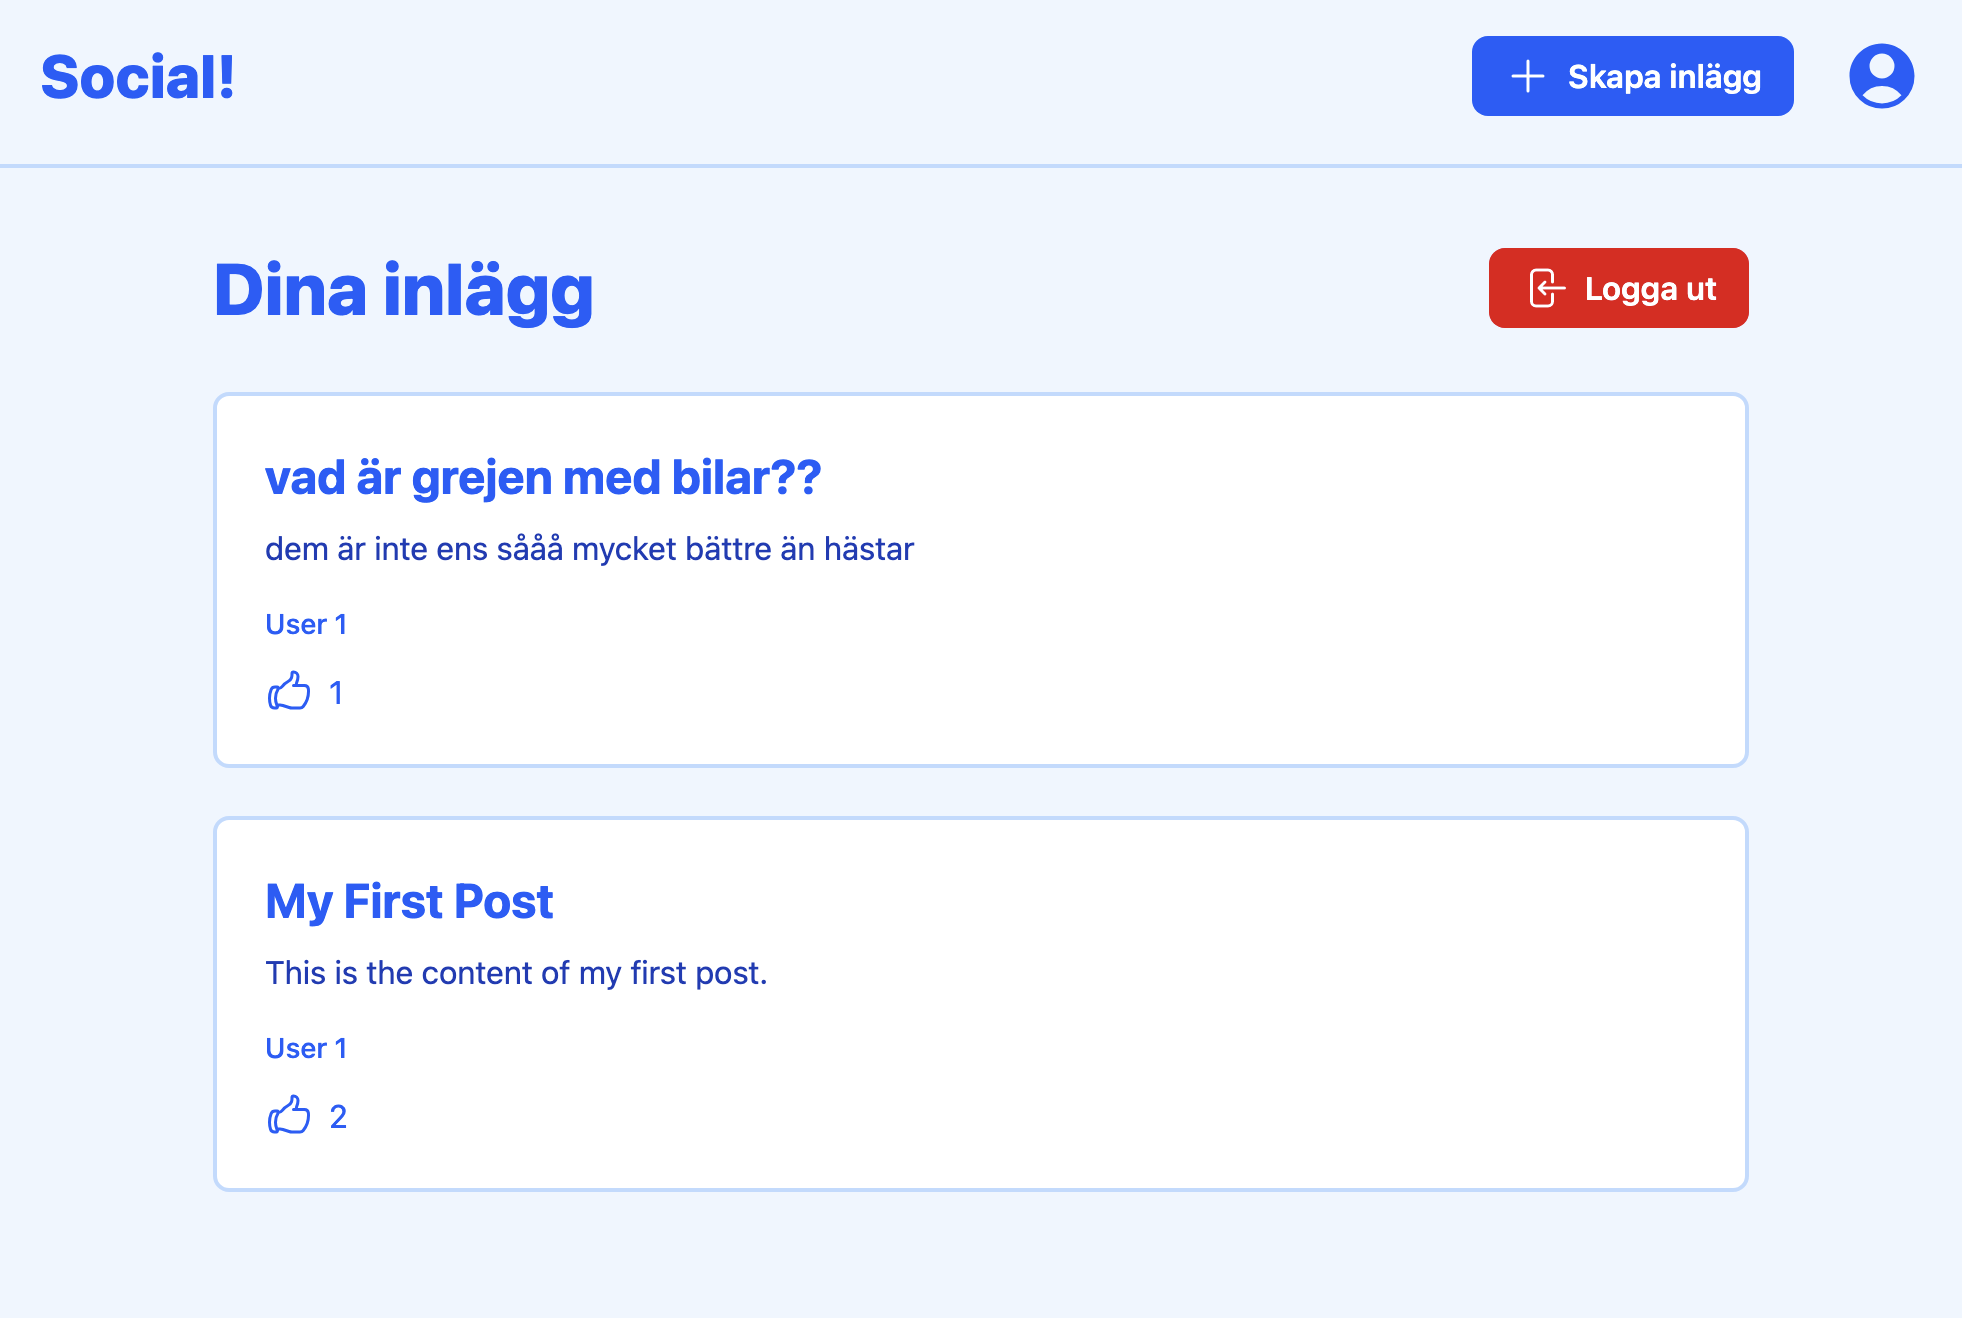 Social!
Skapa inlägg
Dina inlägg
Logga ut
vad är grejen med bilar??
dem är inte ens sååå mycket bättre än hästar
User 1
1
My First Post
This is the content of my first post.
User 1
2